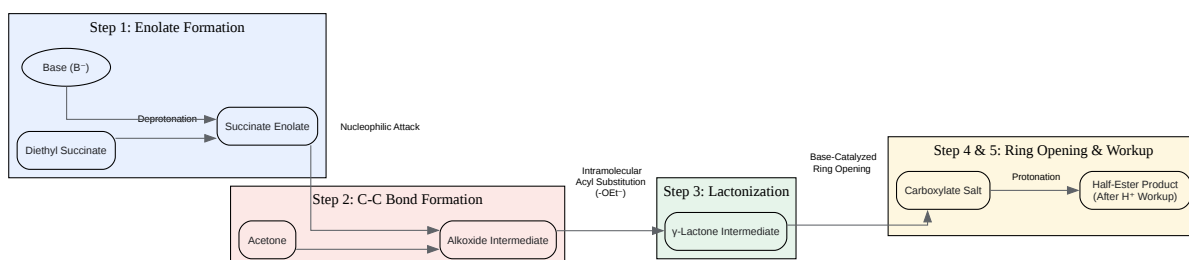 Step 1: Enolate Formation
Base (B⁻)
Deprotonation
Succinate Enolate
Diethyl Succinate
Nucleophilic Attack
Step 2: C-C Bond Formation
Acetone
Alkoxide Intermediate
Intramolecular
Acyl Substitution
(-OEt⁻)
Step 3: Lactonization
γ-Lactone Intermediate
Base-Catalyzed
Ring Opening
Step 4 & 5: Ring Opening & Workup
Carboxylate Salt
Protonation
Half-Ester Product
(After H⁺ Workup)